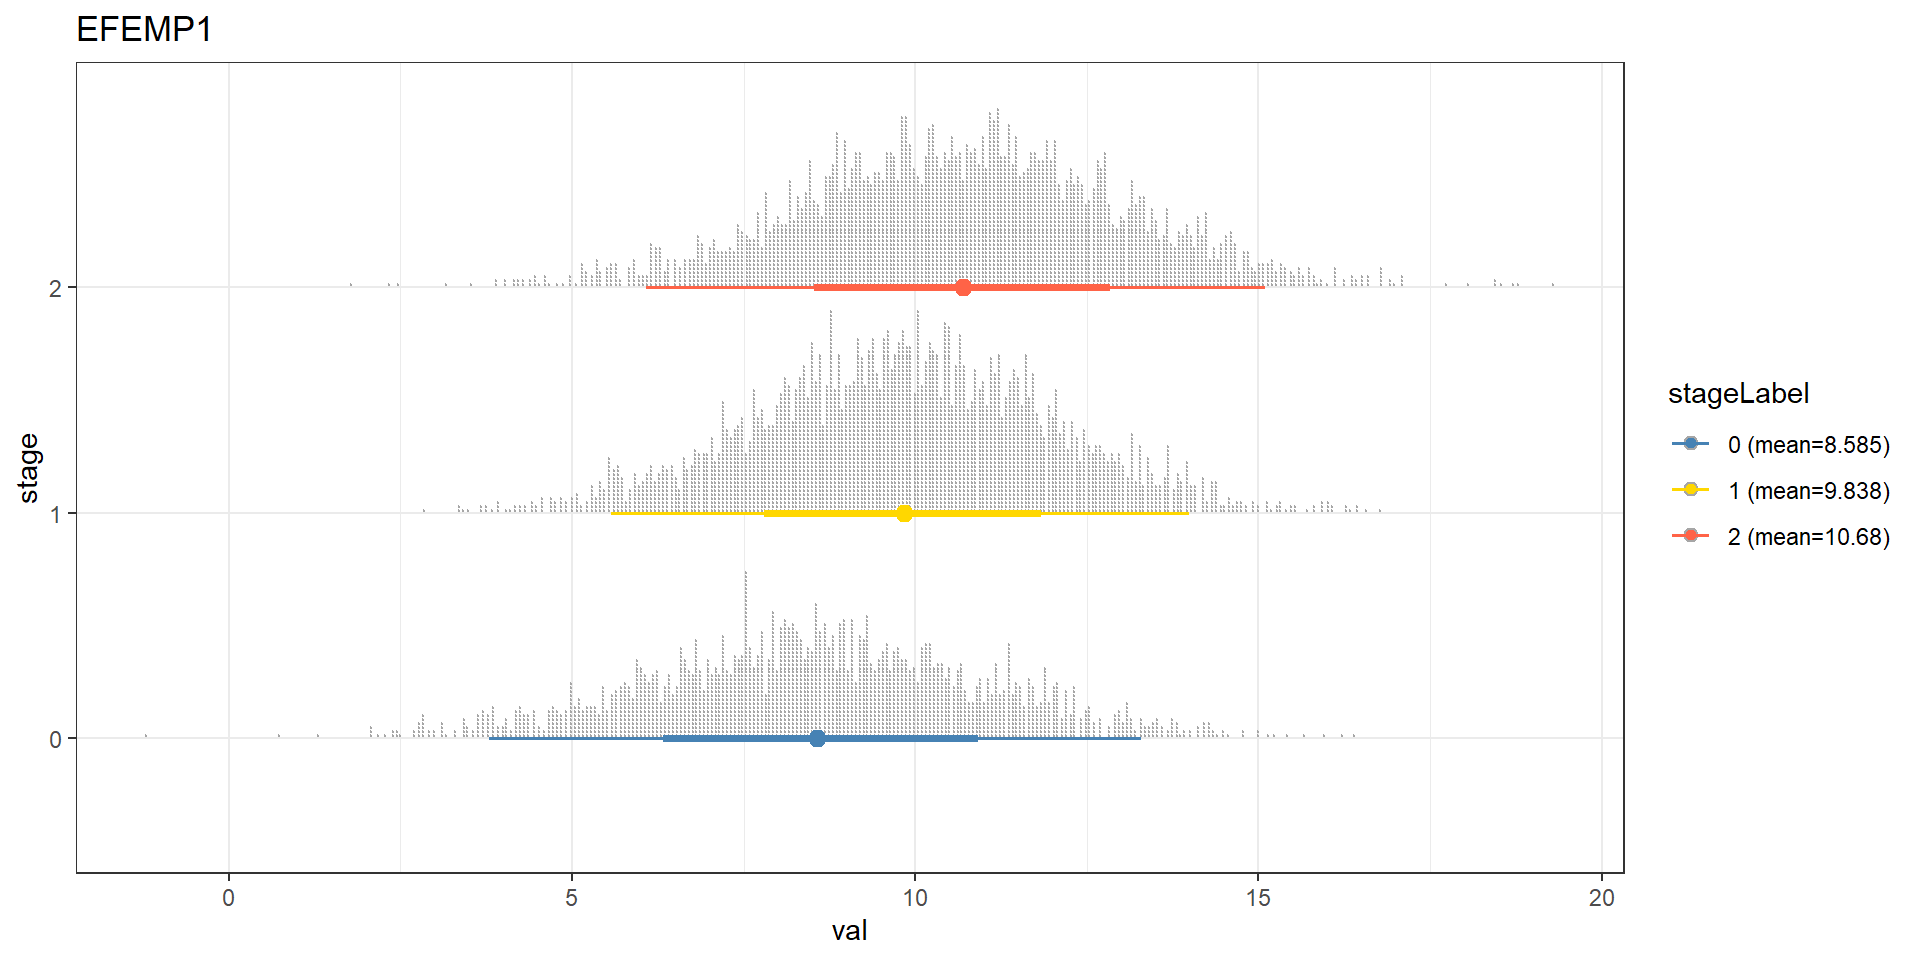 EFEMP1
2
1
0
stage
0
5
10
15
20
val
stageLabel
0 (mean=8.585)
1 (mean=9.838)
2 (mean=10.68)